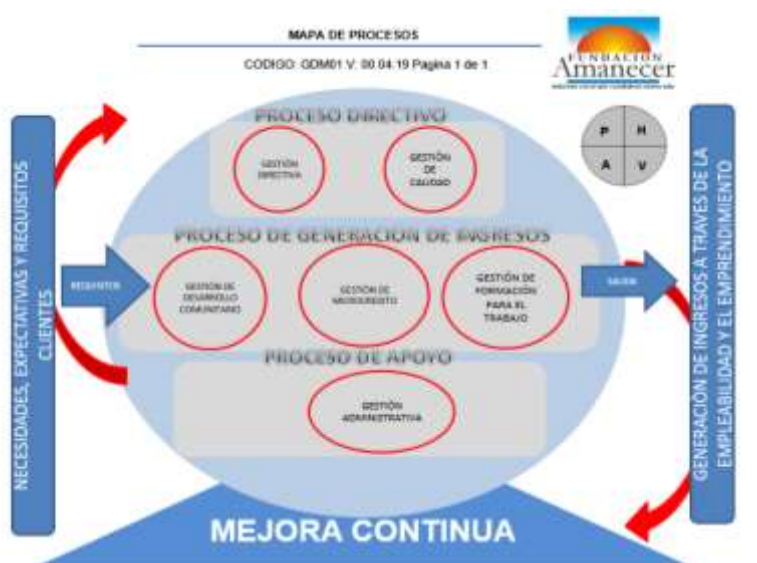 MAPA DE PROCESOS
CODIGO: GDM01 V: 00 04.19 Página 1 de 1
FUNDACIÓN
Amanecer
P H
A V
NECESIDADES, EXPECTATIVAS Y REQUISITOS
CLIENTES
REQUISITOS
PROCESO DIRECTIVO
GESTIÓN
DIRECTIVA
GESTIÓN
DE
CALIDAD
PROCESO DE GENERACIÓN DE INGRESOS
GESTIÓN DE
DESARROLLO
COMUNITARIO
GESTIÓN DE
MICROCREDITO
GESTIÓN DE
FORMACIÓN
PARA EL
TRABAJO
PROCESO DE APOYO
GESTIÓN
ADMINISTRATIVA
SALIDA
GENERACIÓN DE INGRESOS A TRAVES DE LA
EMPLEABILIDAD Y EL EMPRENDIMIENTO
MEJORA CONTINUA